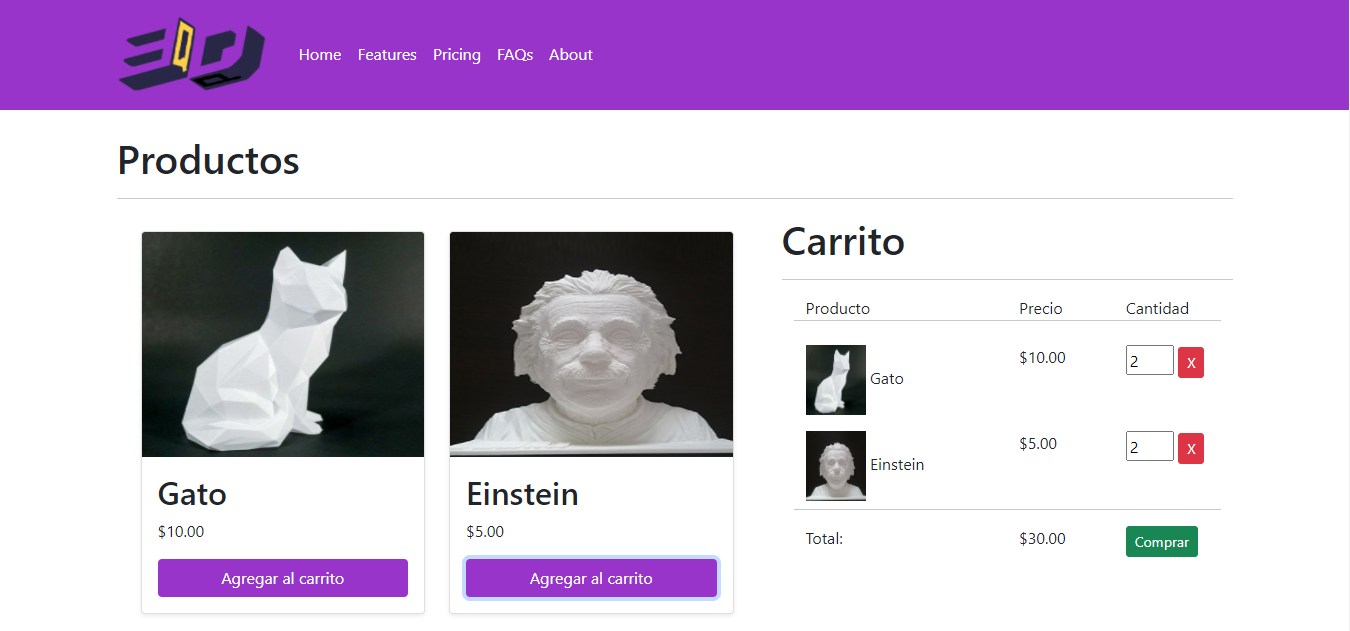 Home Features Pricing FAQs About
Productos
Gato
$10.00
Agregar al carrito
Einstein
$5.00
Agregar al carrito
Carrito
Producto Precio Cantidad
Gato $10.00 2 X
Einstein $5.00 2 X
Total: $30.00 Comprar